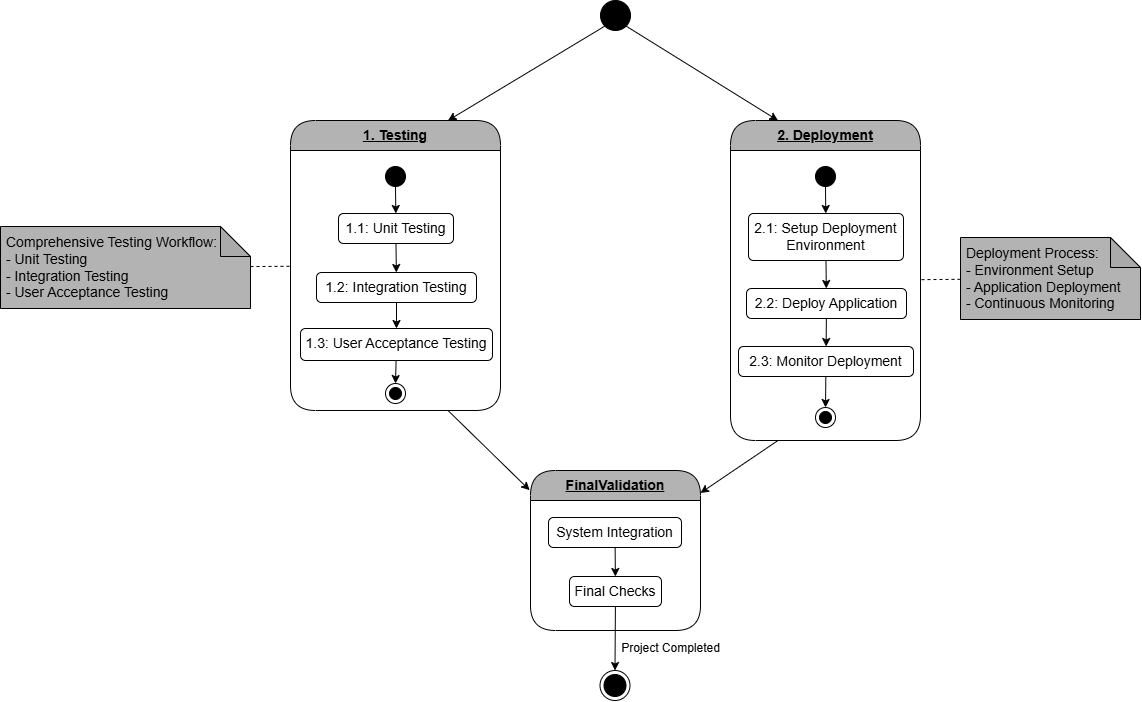 1. Testing
1.1: Unit Testing
1.2: Integration Testing
1.3: User Acceptance Testing
Comprehensive Testing Workflow:
- Unit Testing
- Integration Testing
- User Acceptance Testing
2. Deployment
2.1: Setup Deployment
Environment
2.2: Deploy Application
2.3: Monitor Deployment
Deployment Process:
- Environment Setup
- Application Deployment
- Continuous Monitoring
FinalValidation
System Integration
Final Checks
Project Completed